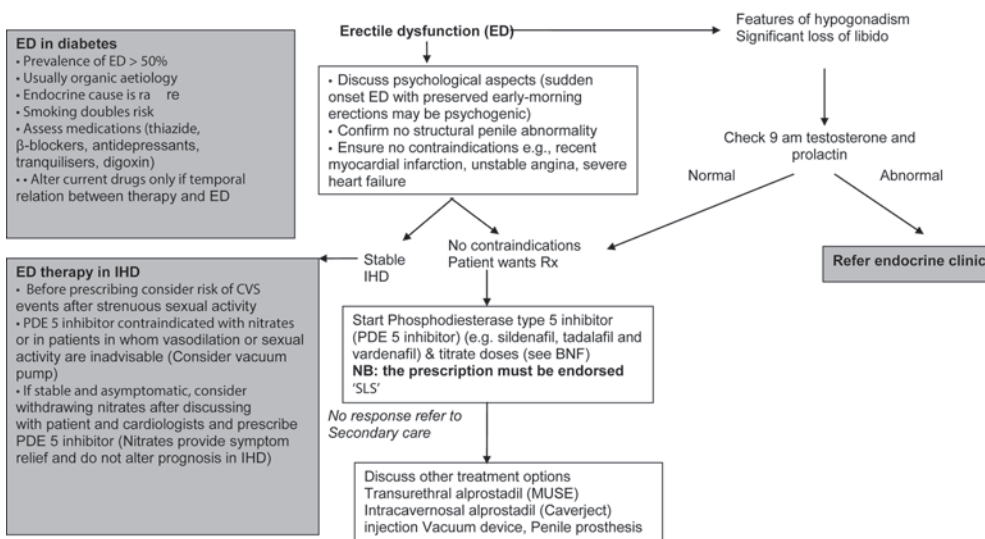 ED in diabetes
• Prevalence of ED > 50%
• Usually organic aetiology
• Endocrine cause is ra re
• Smoking doubles risk
• Assess medications (thiazide,
β-blockers, antidepressants,
tranquilisers, digoxin)
• • Alter current drugs only if temporal
relation between therapy and ED
Erectile dysfunction (ED)
Features of hypogonadism
Significant loss of libido
• Discuss psychological aspects (sudden
onset ED with preserved early-morning
erections may be psychogenic)
• Confirm no structural penile abnormality
• Ensure no contraindications e.g., recent
myocardial infarction, unstable angina, severe
heart failure
Check 9 am testosterone and
prolactin
Normal
Abnormal
Stable
IHD
No contraindications
Patient wants Rx
Refer endocrine clinic
ED therapy in IHD
• Before prescribing consider risk of CVS
events after strenuous sexual activity
• PDE 5 inhibitor contraindicated with nitrates
or in patients in whom vasodilation or sexual
activity are inadvisable (Consider vacuum
pump)
• If stable and asymptomatic, consider
withdrawing nitrates after discussing
with patient and cardiologists and prescribe
PDE 5 inhibitor (Nitrates provide symptom
relief and do not alter prognosis in IHD)
Start Phosphodiesterase type 5 inhibitor
(PDE 5 inhibitor) (e.g. sildenafil, tadalafil and
vardenafil) & titrate doses (see BNF)
NB: the prescription must be endorsed
'SLS'
No response refer to
Secondary care
Discuss other treatment options
Transurethral alprostadil (MUSE)
Intracavernosal alprostadil (Caverject)
injection Vacuum device, Penile prosthesis